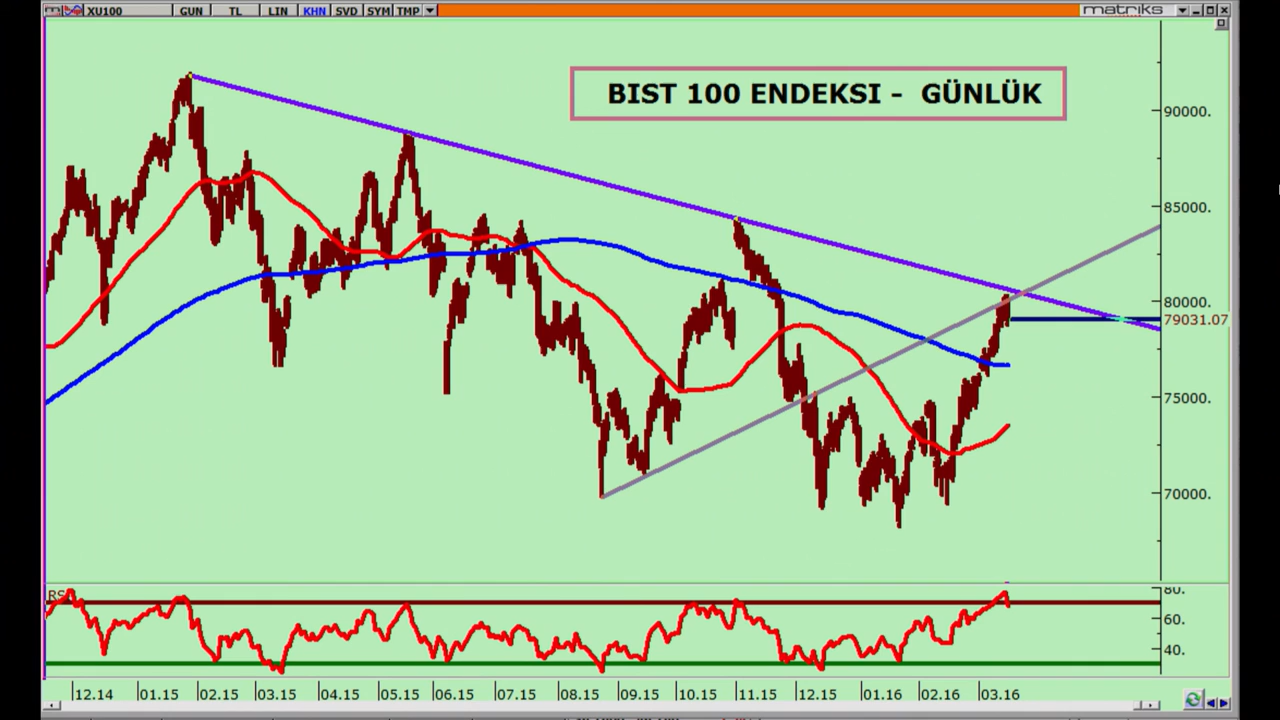 XU100 GUN TL LIN KHN SVD SYM TMP matriks
BIST 100 ENDEKSI - GÜNLÜK
90000.
85000.
80000.
79031.07
75000.
70000.
RS
80.
60.
40.
12.14 01.15 02.15 03.15 04.15 05.15 06.15 07.15 08.15 09.15 10.15 11.15 12.15 01.16 02.16 03.16